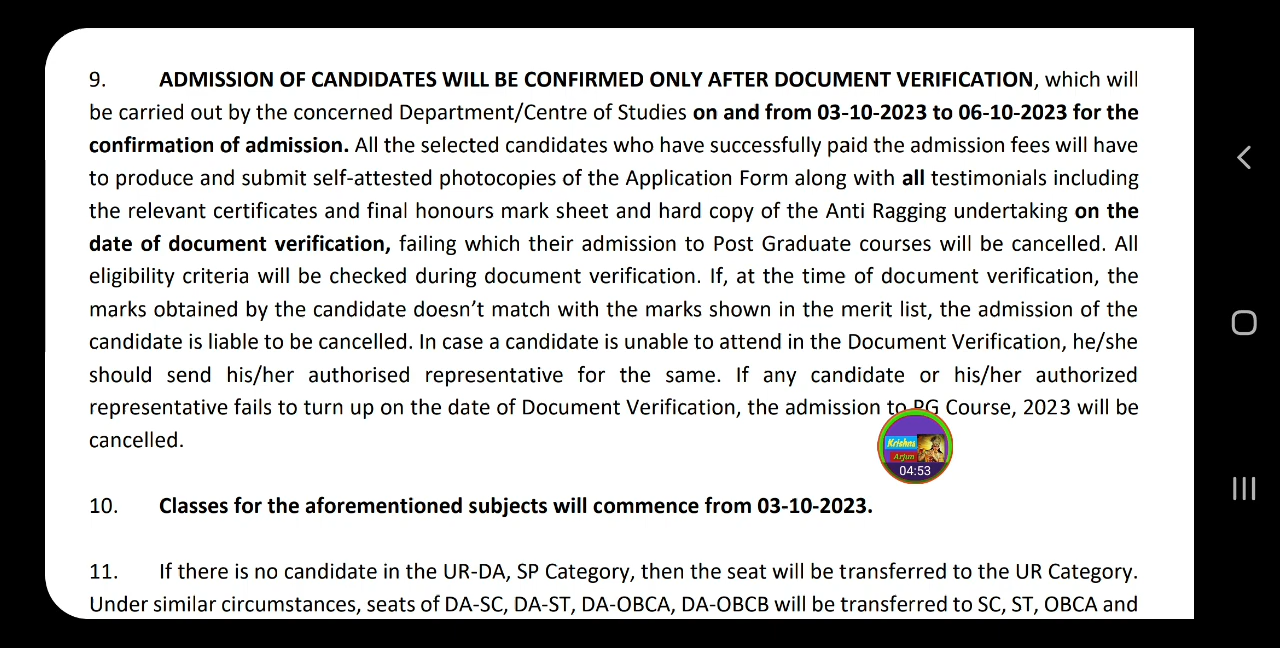 9. ADMISSION OF CANDIDATES WILL BE CONFIRMED ONLY AFTER DOCUMENT VERIFICATION, which will
be carried out by the concerned Department/Centre of Studies on and from 03-10-2023 to 06-10-2023 for the
confirmation of admission. All the selected candidates who have successfully paid the admission fees will have
to produce and submit self-attested photocopies of the Application Form along with all testimonials including
the relevant certificates and final honours mark sheet and hard copy of the Anti Ragging undertaking on the
date of document verification, failing which their admission to Post Graduate courses will be cancelled. All
eligibility criteria will be checked during document verification. If, at the time of document verification, the
marks obtained by the candidate doesn't match with the marks shown in the merit list, the admission of the
candidate is liable to be cancelled. In case a candidate is unable to attend in the Document Verification, he/she
should send his/her authorised representative for the same. If any candidate or his/her authorized
representative fails to turn up on the date of Document Verification, the admission to PG Course, 2023 will be
cancelled.
Krishna
Arjun
04:53
10. Classes for the aforementioned subjects will commence from 03-10-2023.
11. If there is no candidate in the UR-DA, SP Category, then the seat will be transferred to the UR Category.
Under similar circumstances, seats of DA-SC, DA-ST, DA-OBCA, DA-OBCB will be transferred to SC, ST, OBCA and